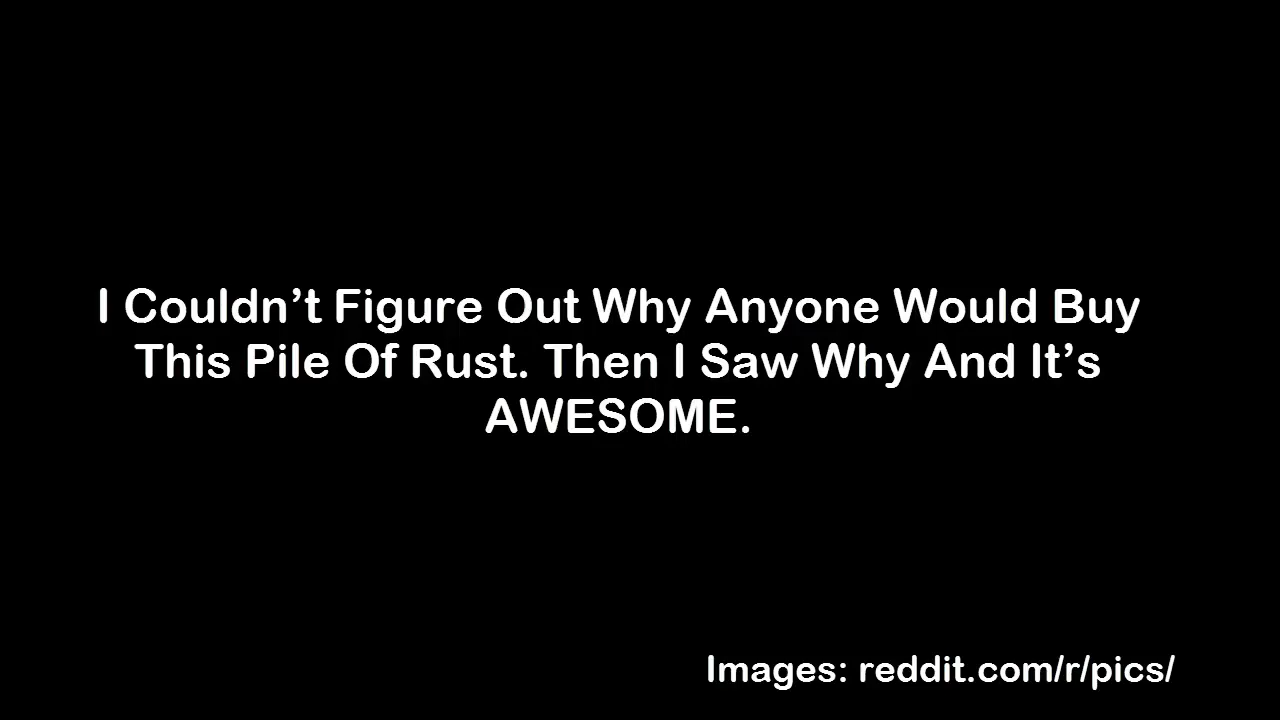 I Couldn’t Figure Out Why Anyone Would Buy
This Pile Of Rust. Then I Saw Why And It’s
AWESOME.
Images: reddit.com/r/pics/